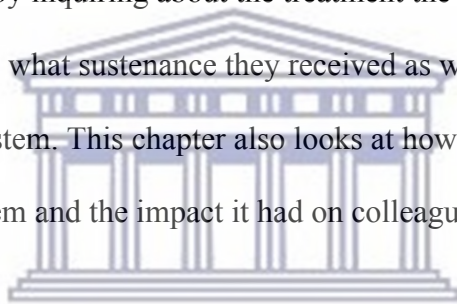 by inquiring about the treatment the
what sustenance they received as w
stem. This chapter also looks at how
em and the impact it had on colleagu